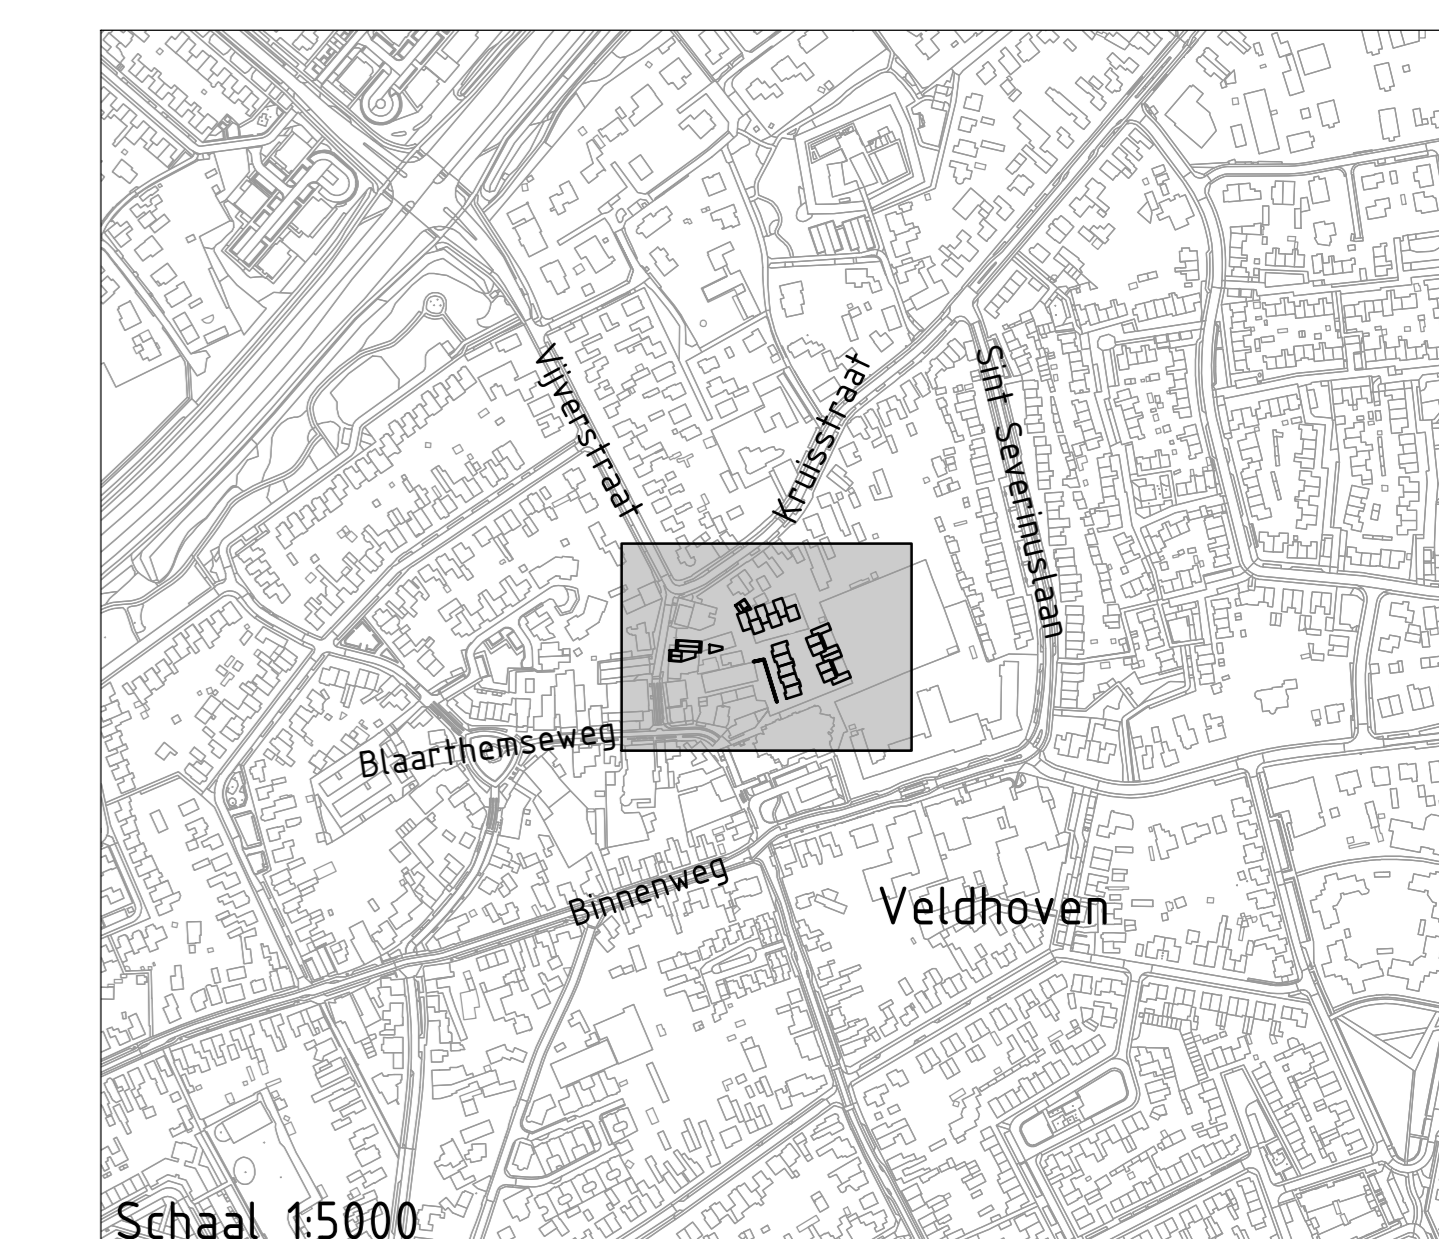 Vijverstraat
Kruisstraat
Sint Severinuslaan
Blaarthemseweg
Binnenweg
Veldhoven
Schaal 1:5000